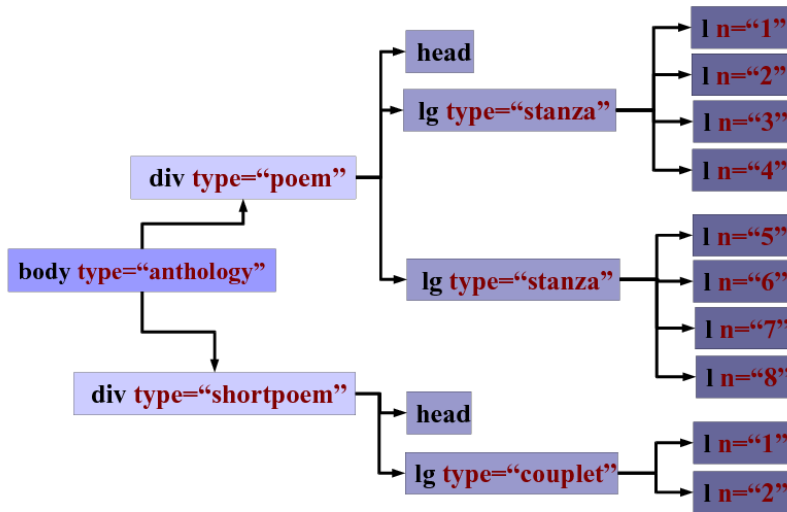 body type=“anthology”
div type=“poem”
head
lg type=“stanza”
l n=“1”
l n=“2”
l n=“3”
l n=“4”
lg type=“stanza”
l n=“5”
l n=“6”
l n=“7”
l n=“8”
div type=“shortpoem”
head
lg type=“couplet”
l n=“1”
l n=“2”